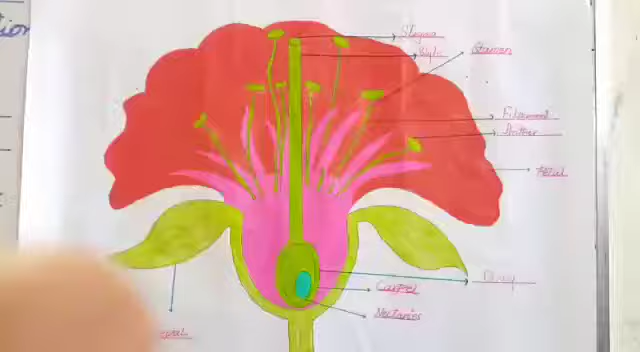 Stigma
Style
Stamen
Filament
Anther
Petal
Ovary
Carpel
Nectaries